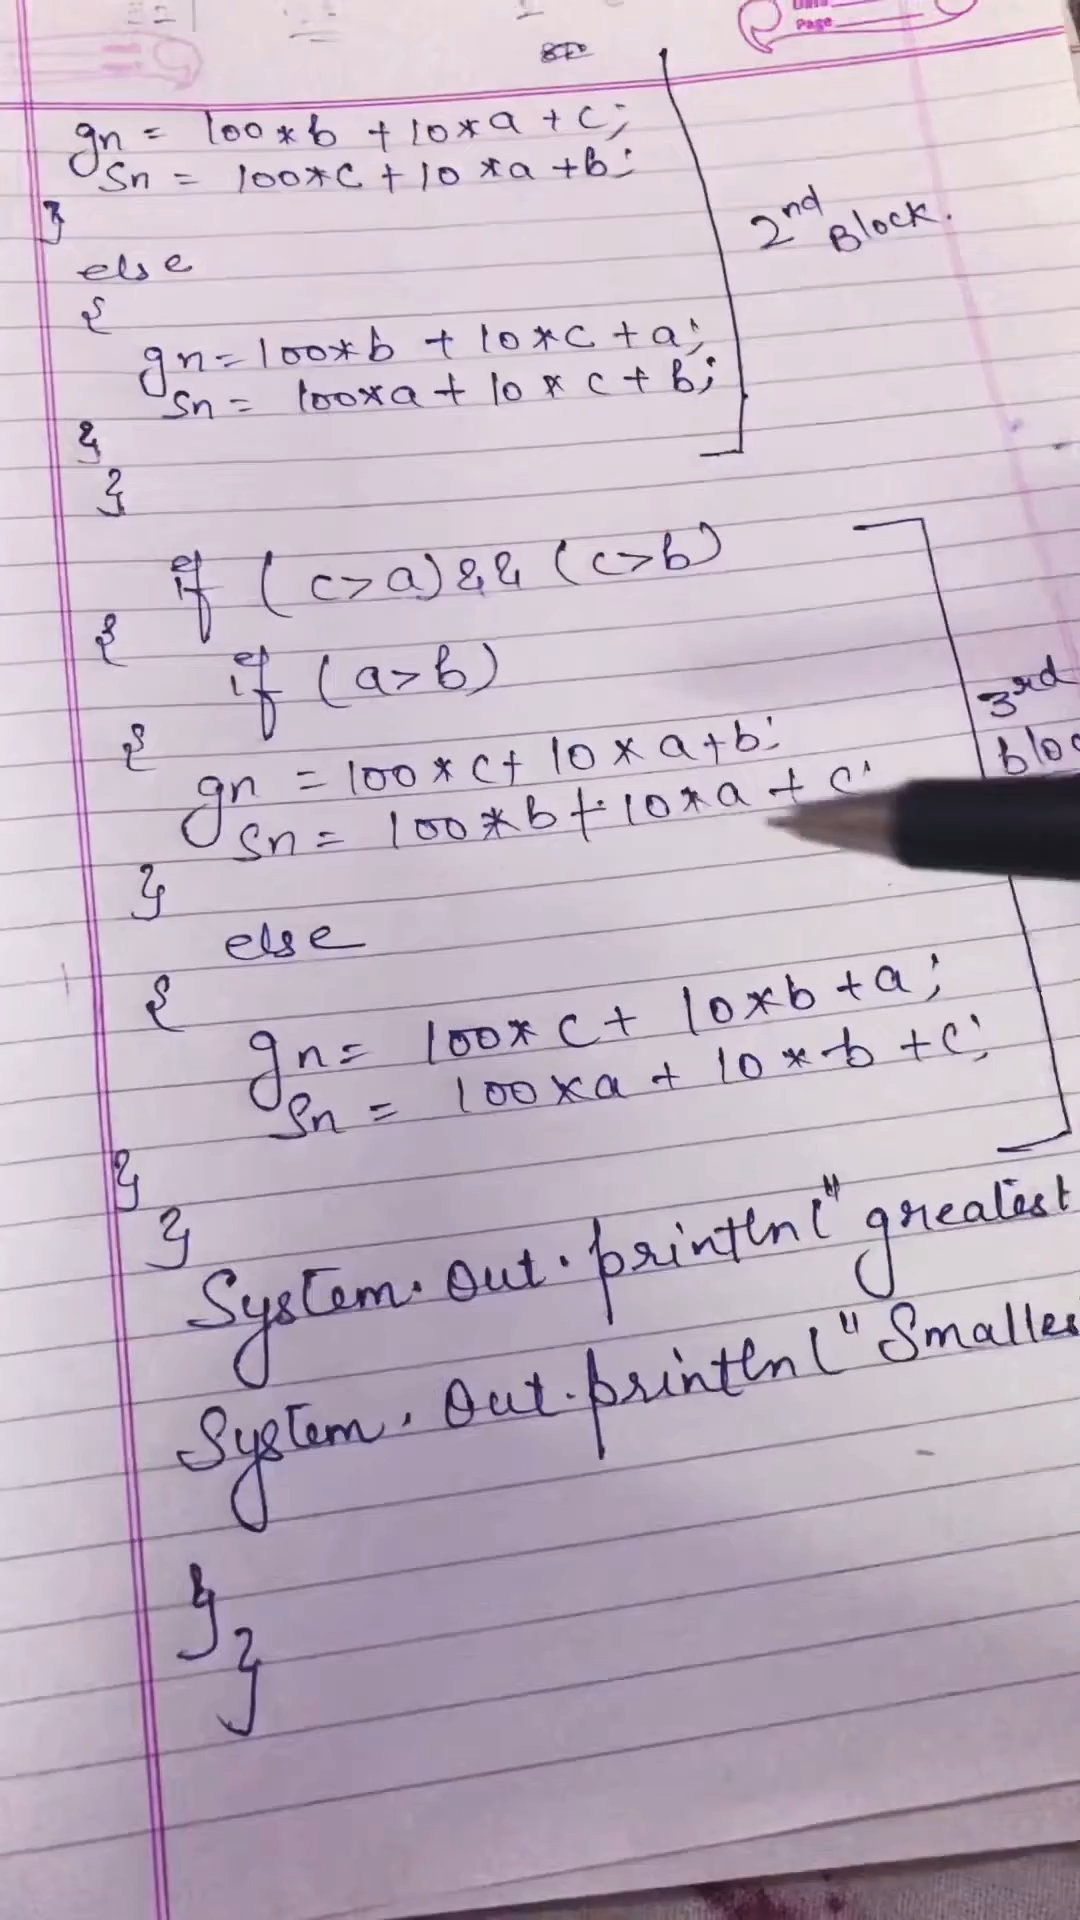 Page
gn = 100*b + 10*a + c;
Sn = 100*c + 10*a + b;
}
2nd Block.
else
{
gn = 100*b + 10*c + a;
Sn = 100*a + 10*c + b;
}
}
if (c>a) && (c>b)
{
if (a>b)
3rd
{
gn = 100*c + 10*a + b;
Sn = 100*b + 10*a + c;
}
else
{
gn = 100*c + 10*b + a;
Sn = 100*a + 10*b + c;
}
}
System.out.println("greatest
System.out.println("Smalles
}
}